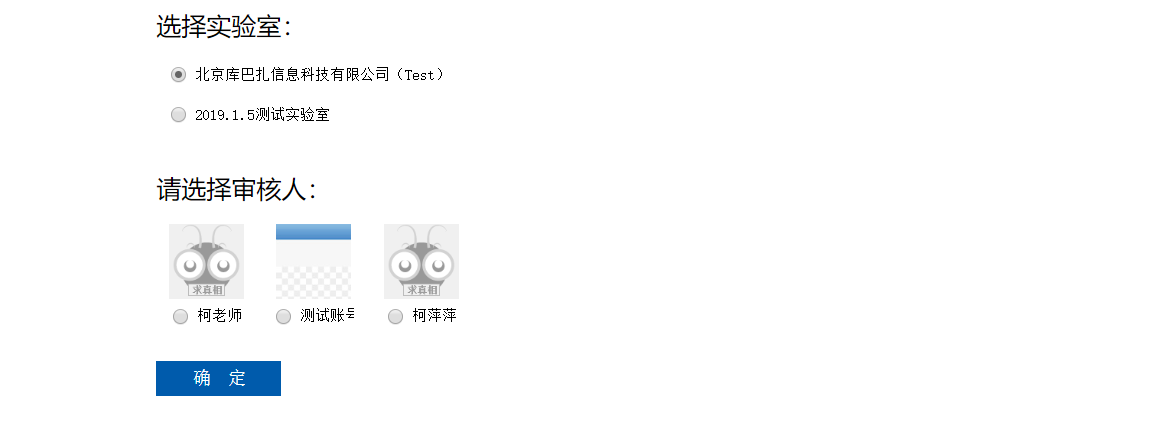 选择实验室：
北京库巴扎信息科技有限公司（Test）
2019.1.5测试实验室
请选择审核人：
求真相 求真相
柯老师 测试账号 柯萍萍
确 定